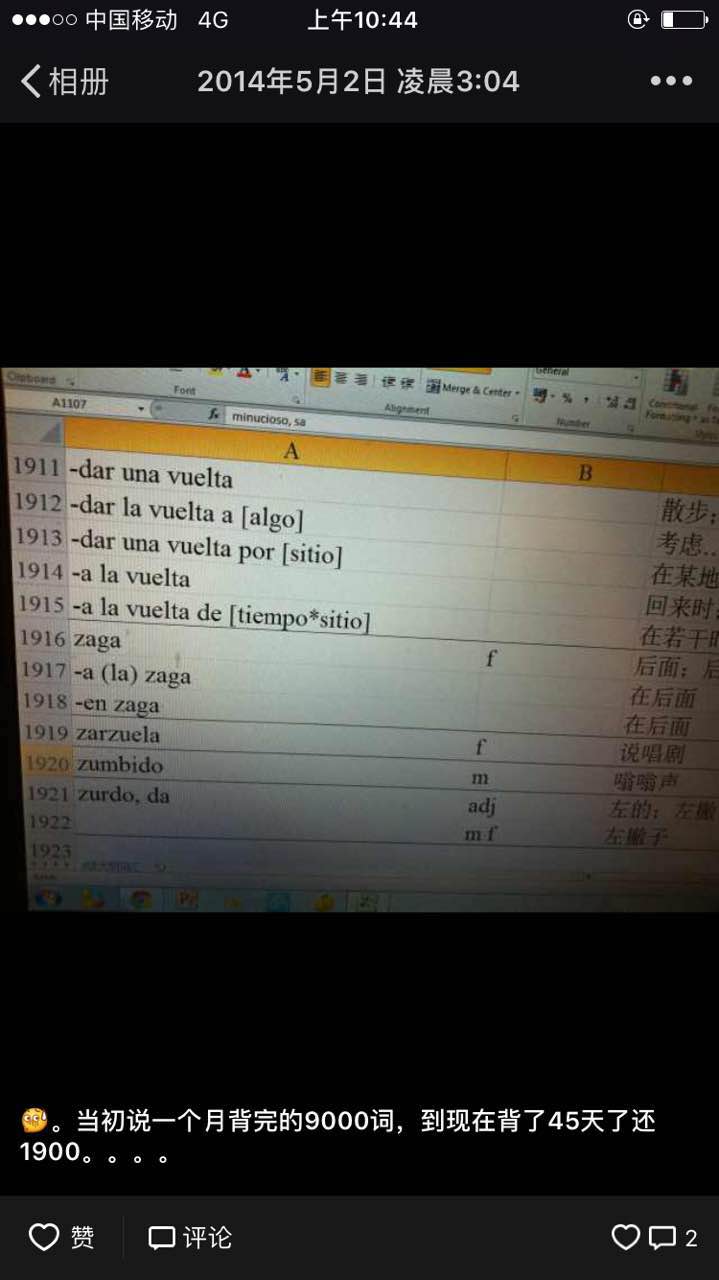 中国移动 4G 上午10:44
相册 2014年5月2日 凌晨3:04
Clipboard Font Alignment General Number
Merge & Center
Conditional
Formatting
A1107 fx minucioso, sa
A B
1911 -dar una vuelta 散步；
1912 -dar la vuelta a [algo] 考虑..
1913 -dar una vuelta por [sitio] 在某地
1914 -a la vuelta 回来时
1915 -a la vuelta de [tiempo*sitio] 在若干时
1916 zaga f 后面；后
1917 -a (la) zaga 在后面
1918 -en zaga 在后面
1919 zarzuela f 说唱剧
1920 zumbido m 嗡嗡声
1921 zurdo, da adj 左的；左撇
1922 m f 左撇子
1923
。当初说一个月背完的9000词，到现在背了45天了还
1900。。。。
赞 评论 2